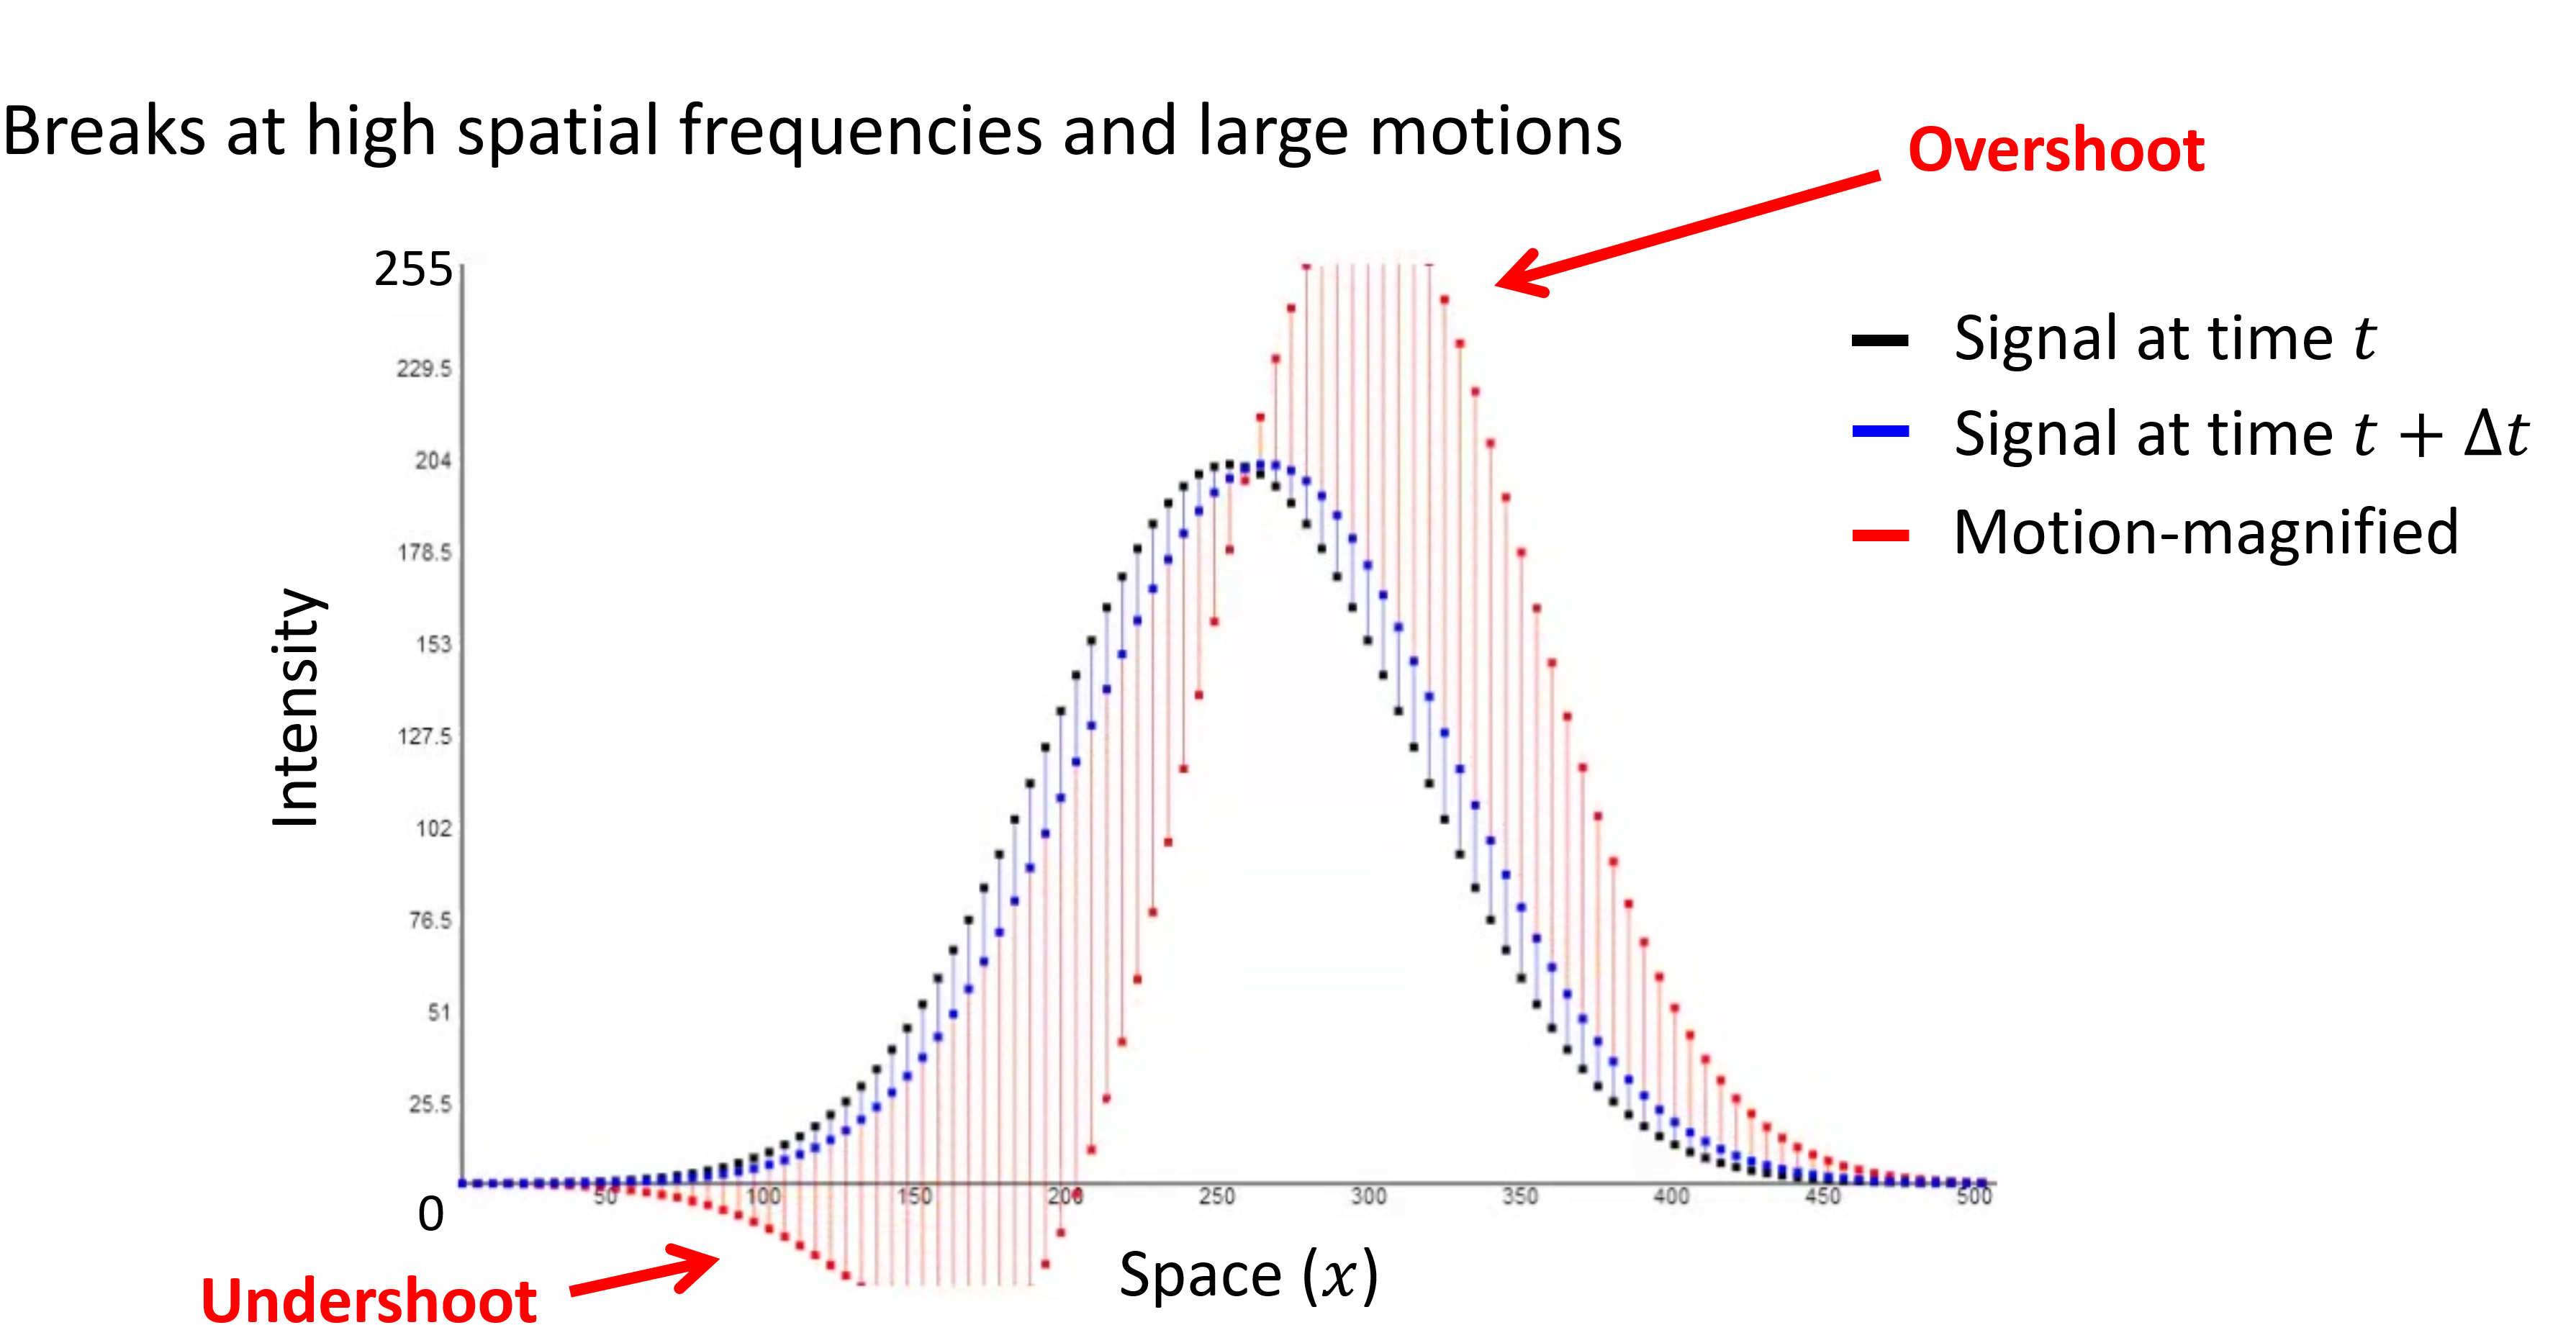 Breaks at high spatial frequencies and large motions
Overshoot
255
229.5
204
178.5
153
127.5
102
76.5
51
25.5
0
Intensity
Signal at time t
Signal at time t + Δt
Motion-magnified
50 100 150 200 250 300 350 400 450 500
Space (x)
Undershoot